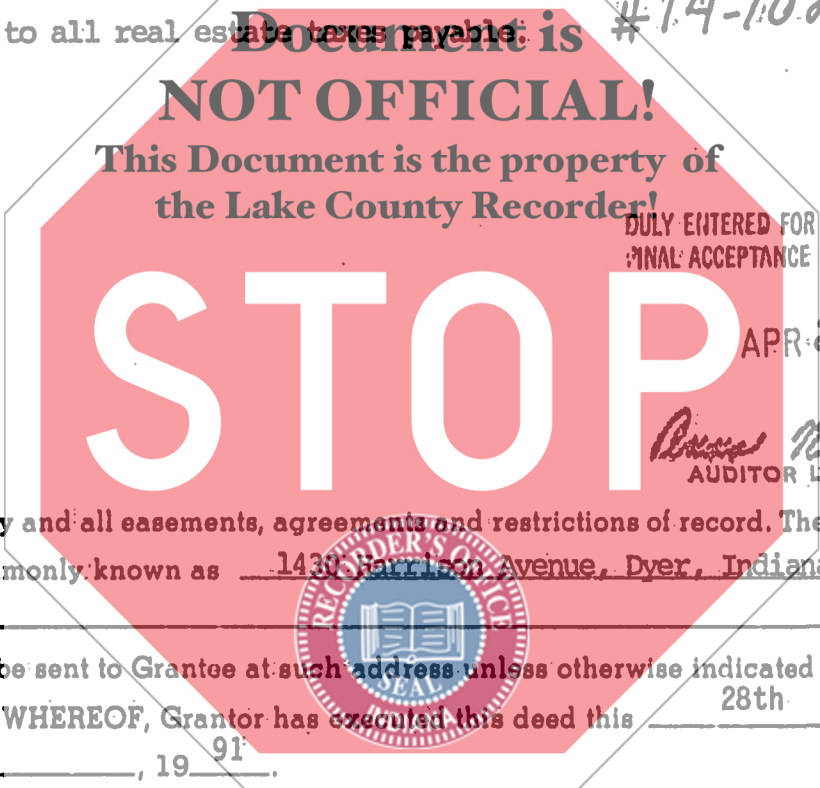 to all real estate taxes payable.
Document is
NOT OFFICIAL!
This Document is the property of
the Lake County Recorder!
DULY ENTERED FOR
FINAL ACCEPTANCE
STOP
APR
AUDITOR
y and all easements, agreements and restrictions of record. The
monly known as 1430 Harrison Avenue, Dyer, Indiana
RECORDER'S OFFICE
SEAL
INDIANA
be sent to Grantee at such address unless otherwise indicated
WHEREOF, Grantor has executed this deed this 28th
, 19 91 .